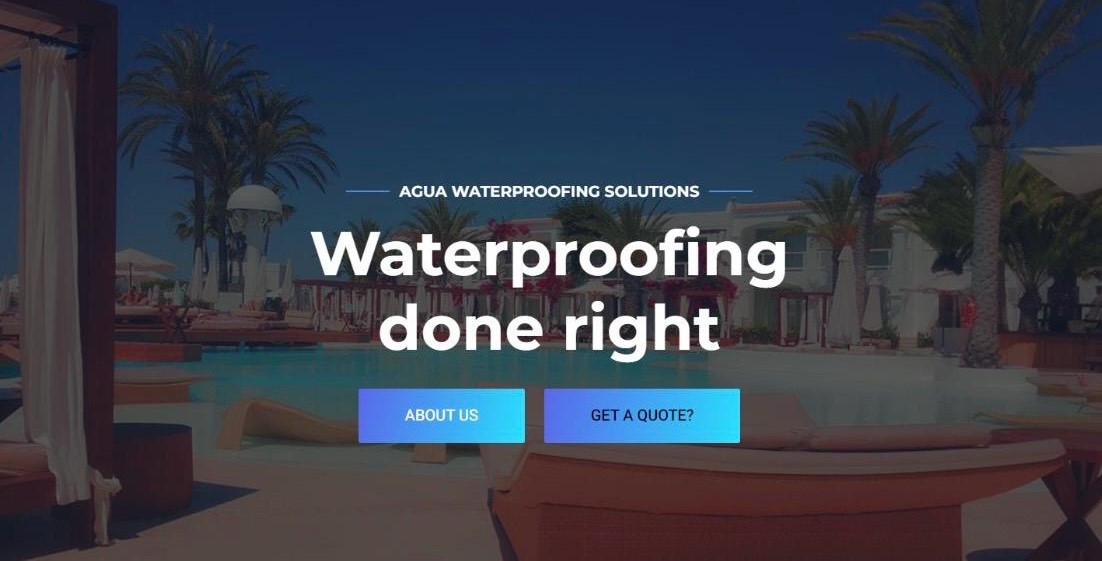 AGUA WATERPROOFING SOLUTIONS
Waterproofing
done right
ABOUT US
GET A QUOTE?